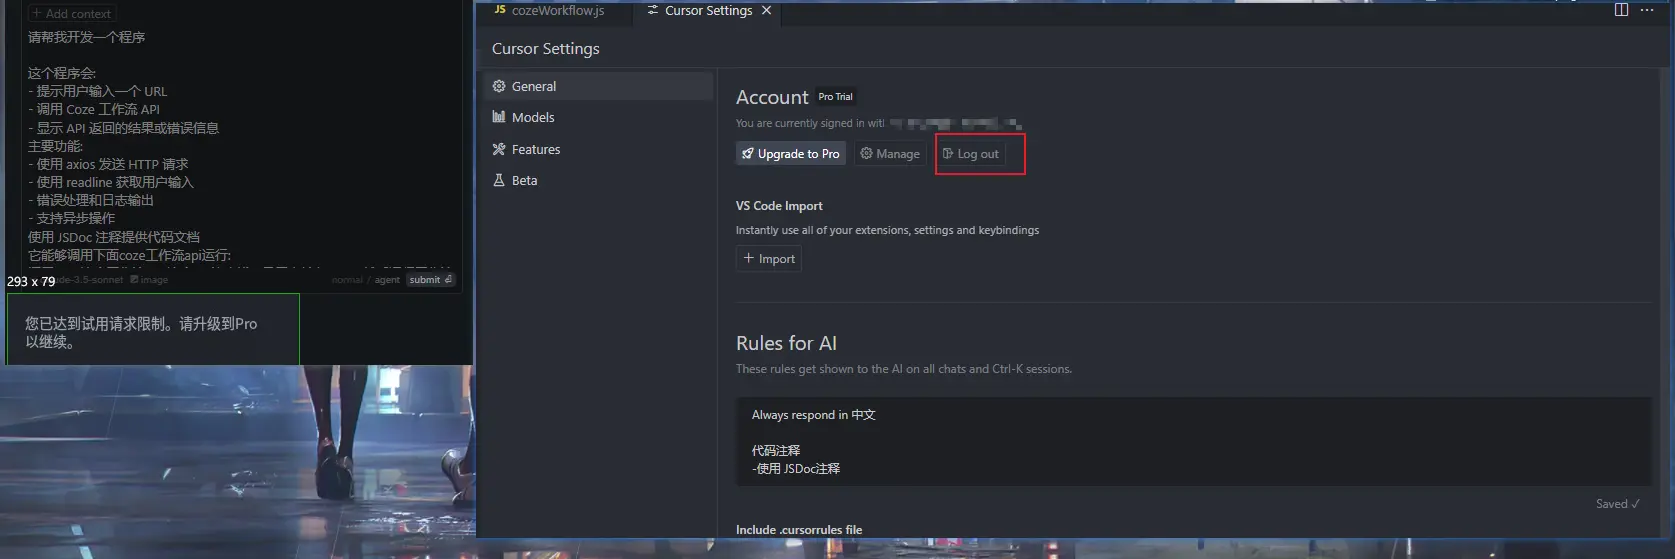 Add context
请帮我开发一个程序
这个程序会:
- 提示用户输入一个 URL
- 调用 Coze 工作流 API
- 显示 API 返回的结果或错误信息
主要功能:
- 使用 axios 发送 HTTP 请求
- 使用 readline 获取用户输入
- 错误处理和日志输出
- 支持异步操作
使用 JSDoc 注释提供代码文档
它能够调用下面coze工作流api运行:
293 x 79
ude-3.5-sonnet image normal / agent submit
您已达到试用请求限制。请升级到Pro
以继续。
JS cozeWorkflow.js
Cursor Settings
Cursor Settings
General
Models
Features
Beta
Account Pro Trial
You are currently signed in with
Upgrade to Pro Manage Log out
VS Code Import
Instantly use all of your extensions, settings and keybindings
+ Import
Rules for AI
These rules get shown to the AI on all chats and Ctrl-K sessions.
Always respond in 中文
代码注释
-使用 JSDoc注释
Saved ✓
Include .cursorrules file